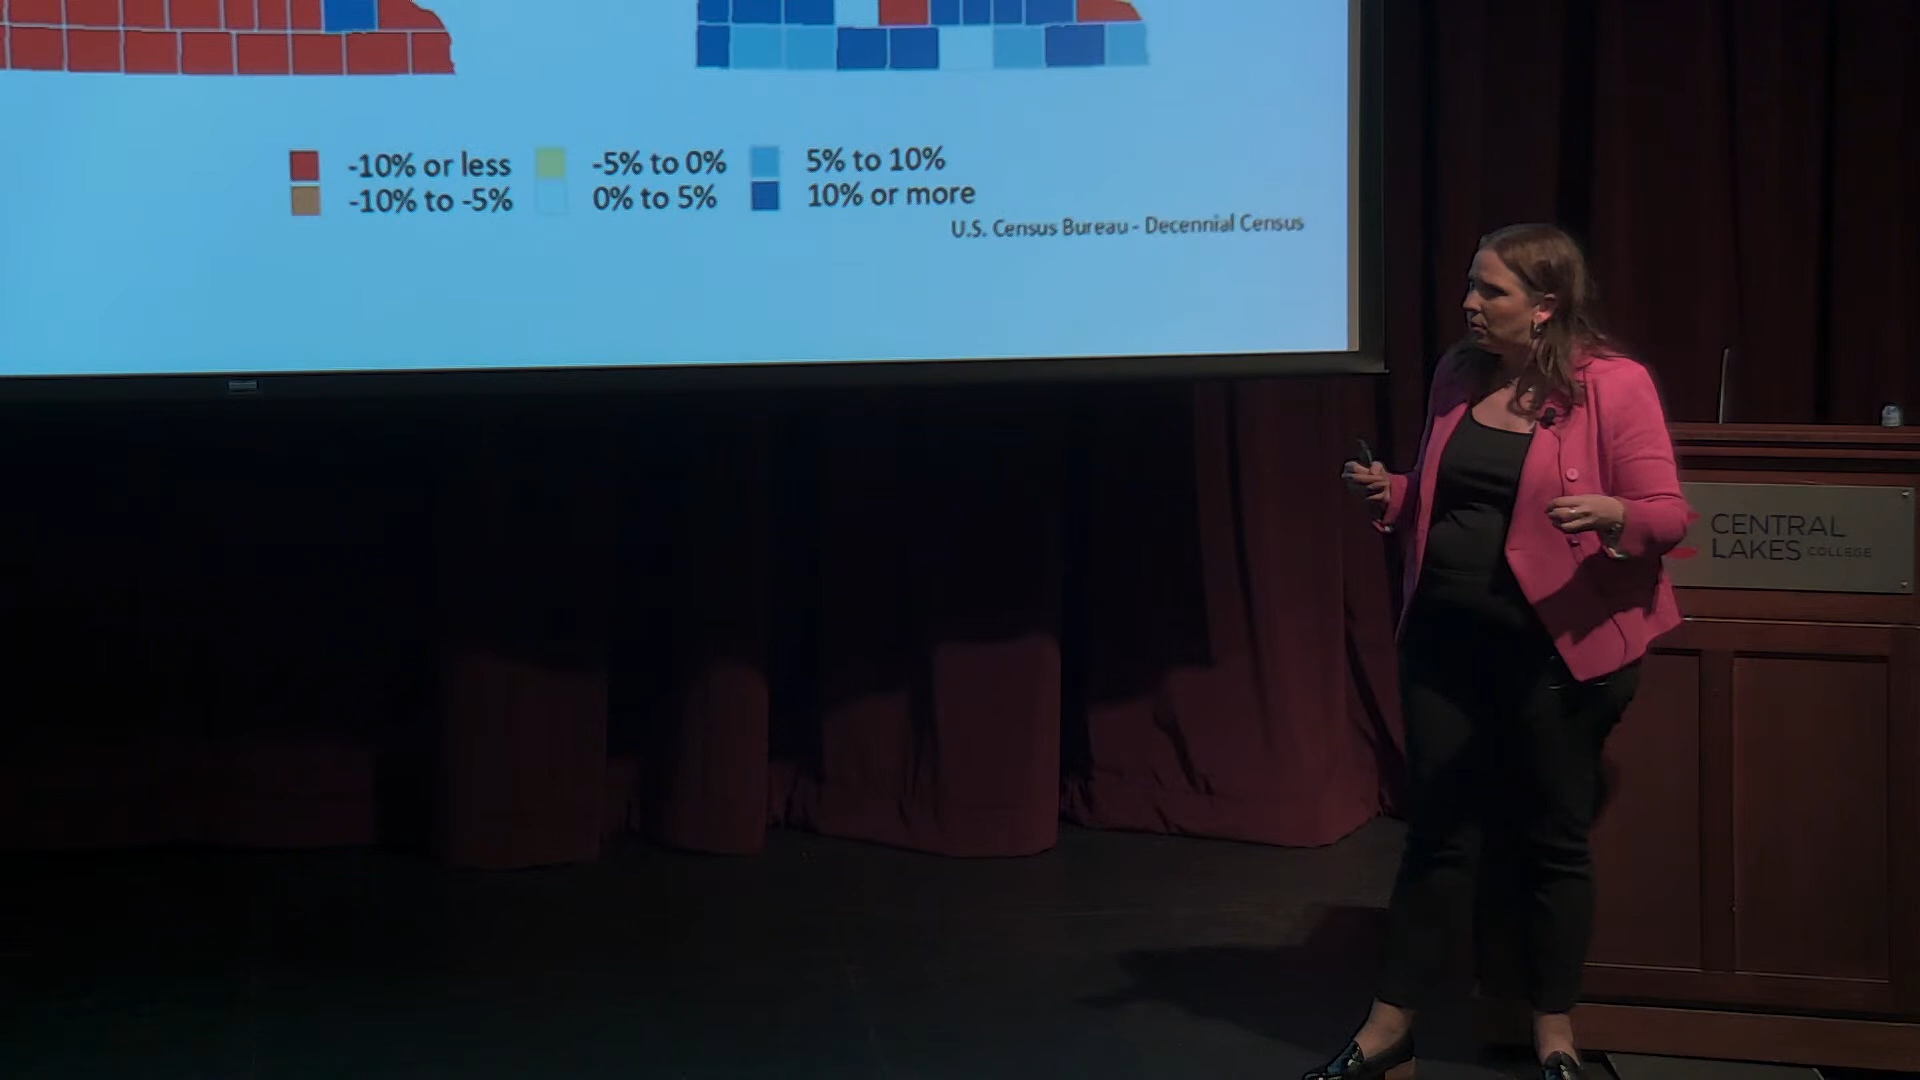 -10% or less -5% to 0% 5% to 10%
-10% to -5% 0% to 5% 10% or more
U.S. Census Bureau - Decennial Census
CENTRAL
LAKES COLLEGE